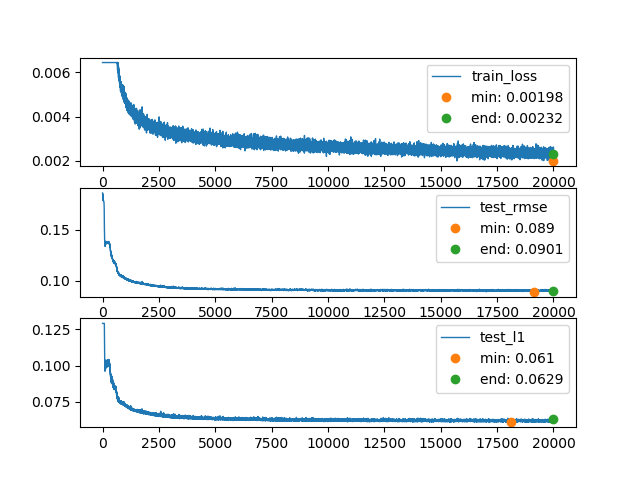 0.006
0.004
0.002
train_loss
min: 0.00198
end: 0.00232
0 2500 5000 7500 10000 12500 15000 17500 20000
0.15
0.10
test_rmse
min: 0.089
end: 0.0901
0 2500 5000 7500 10000 12500 15000 17500 20000
0.125
0.100
0.075
test_l1
min: 0.061
end: 0.0629
0 2500 5000 7500 10000 12500 15000 17500 20000